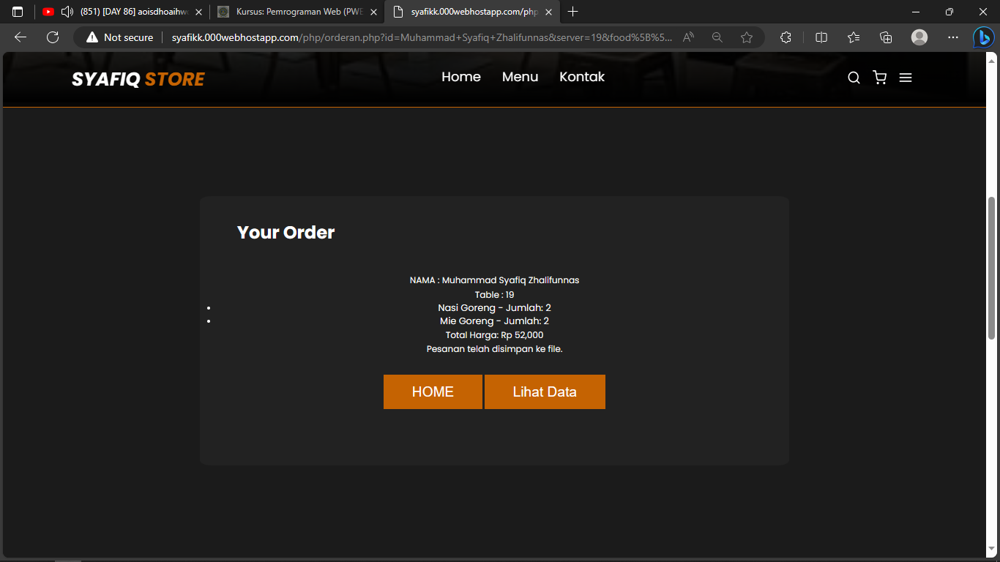 (851) [DAY 86] aoisdhoaihw
Kursus: Pemrograman Web (PWE
syafikk.000webhostapp.com/php
Not secure
syafikk.000webhostapp.com/php/orderan.php?id=Muhammad+Syafiq+Zhalifunnas&server=19&food%5B%5...
SYAFIQ STORE
Home Menu Kontak
Your Order
NAMA : Muhammad Syafiq Zhalifunnas
Table : 19
• Nasi Goreng - Jumlah: 2
• Mie Goreng - Jumlah: 2
Total Harga: Rp 52,000
Pesanan telah disimpan ke file.
HOME Lihat Data